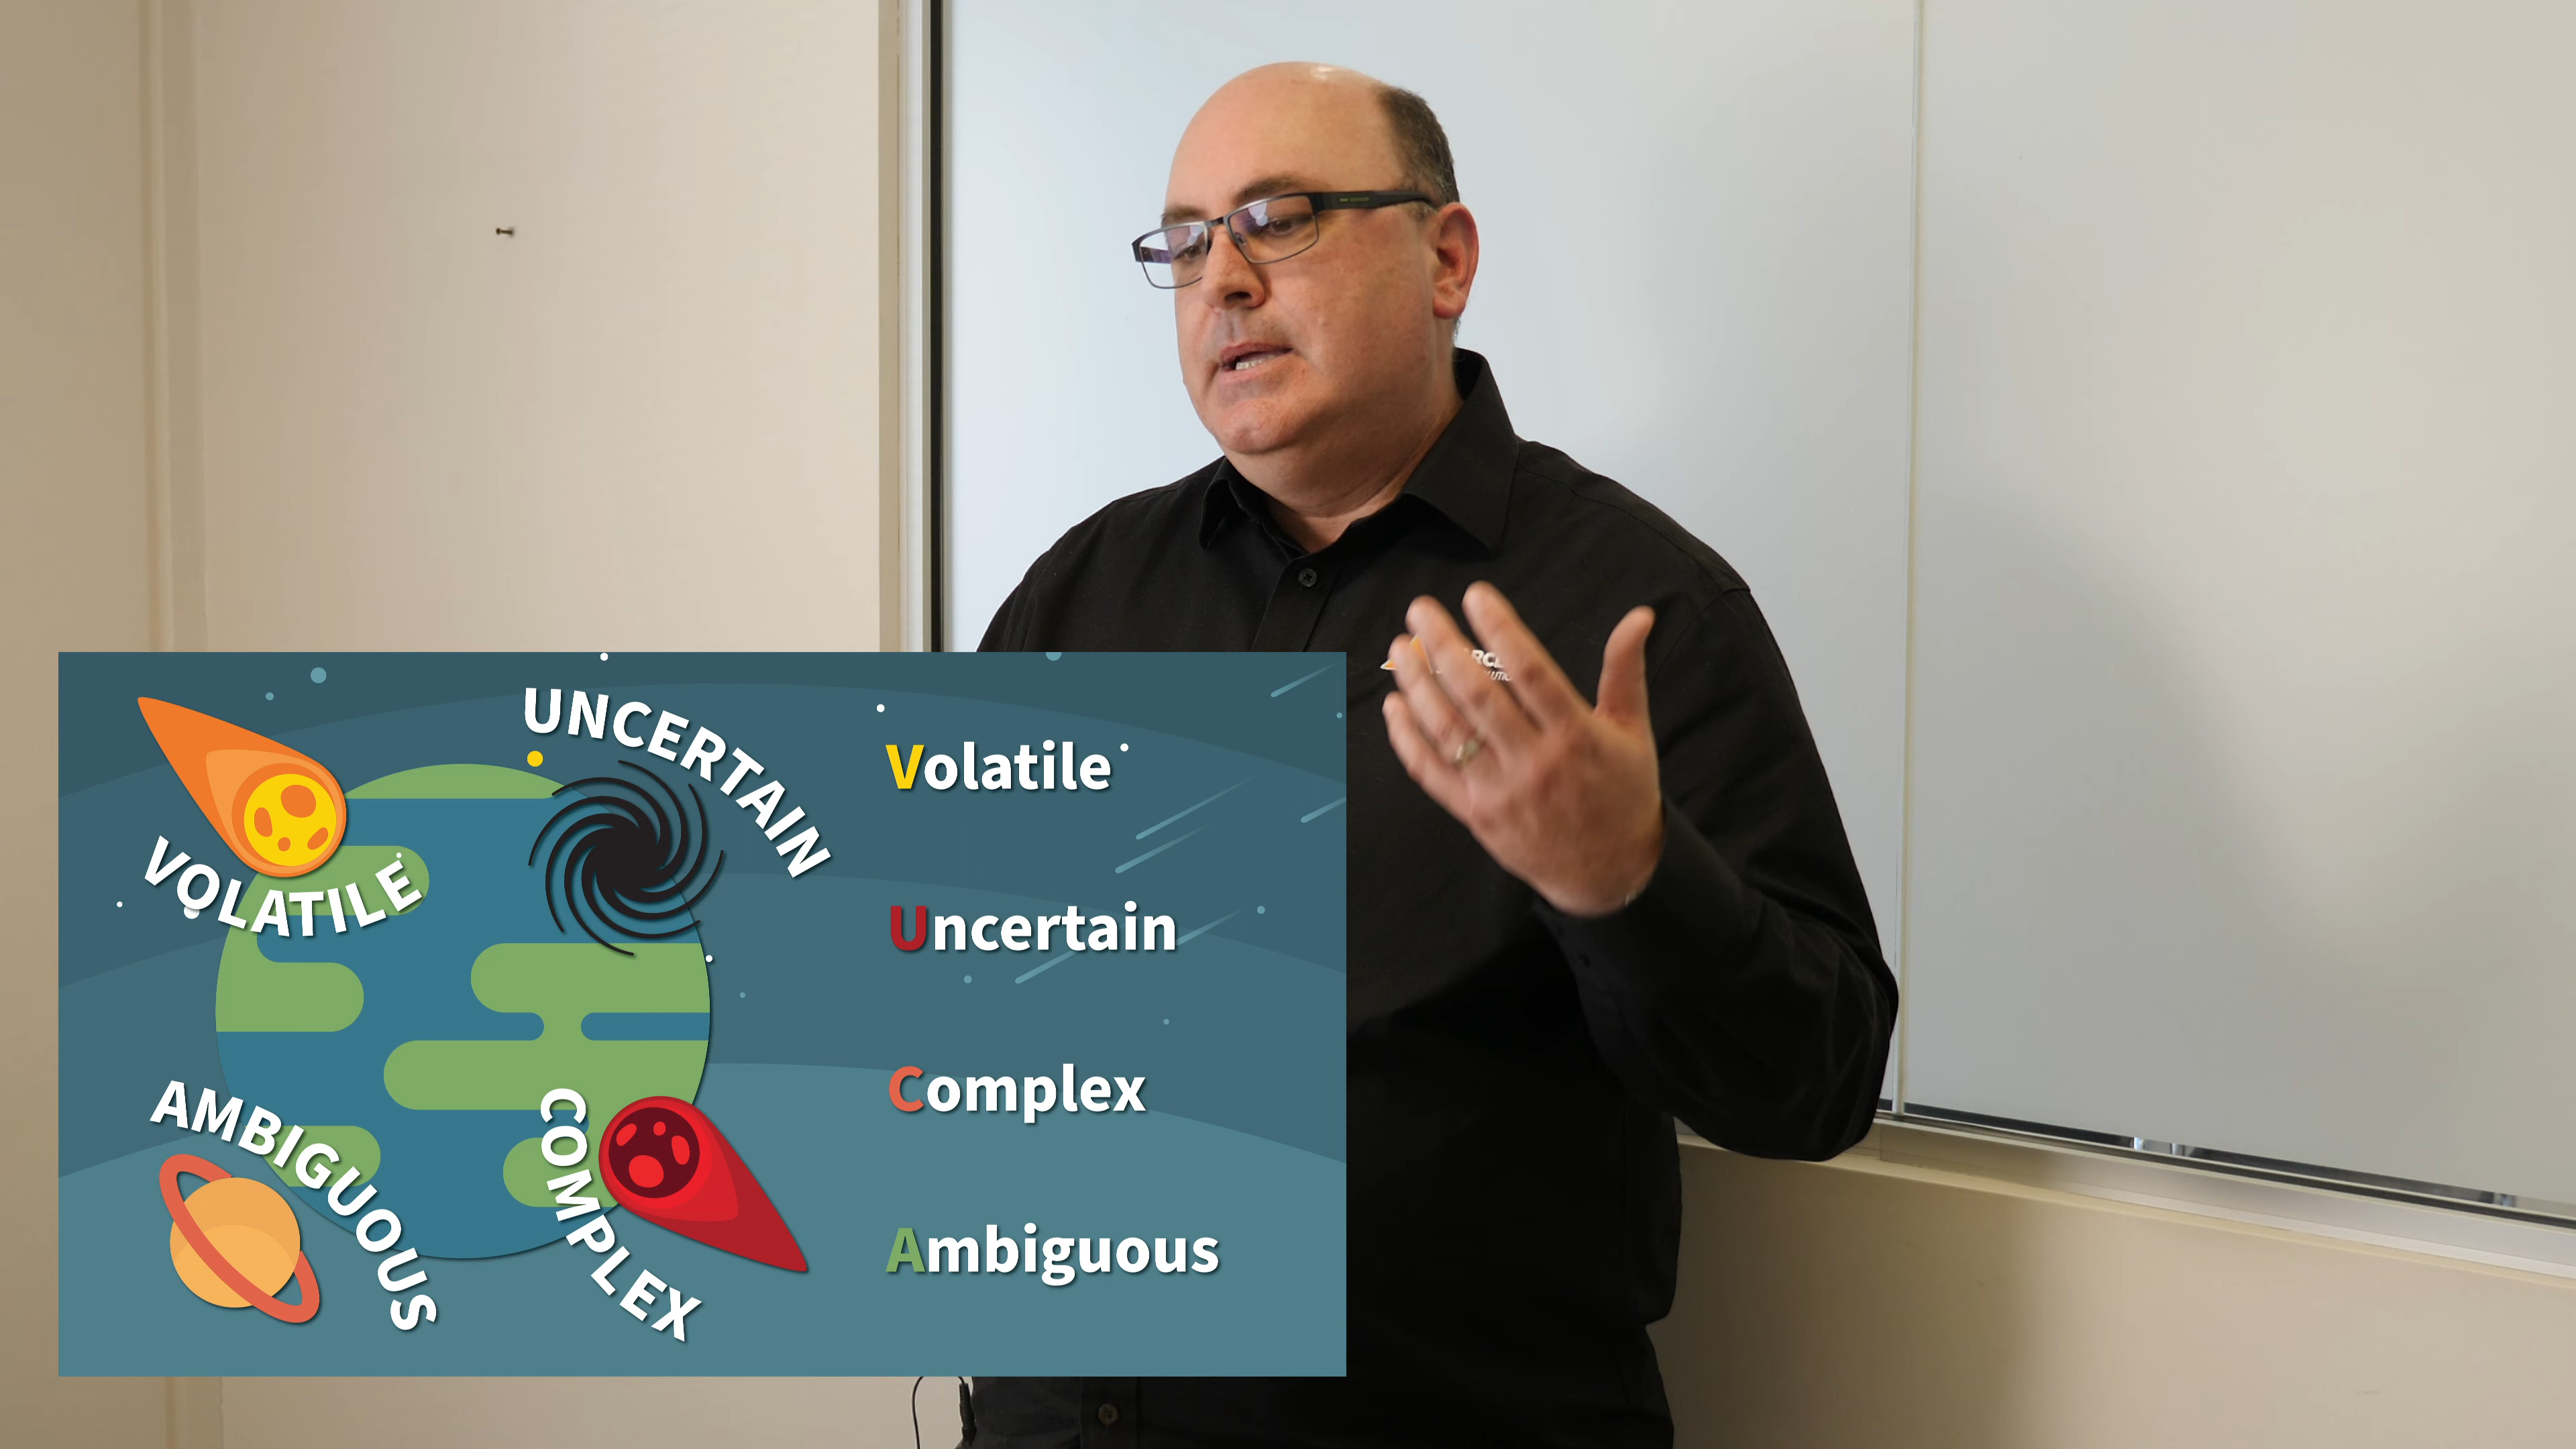 UNCERTAIN
VOLATILE
AMBIGUOUS
COMPLEX
Volatile
Uncertain
Complex
Ambiguous